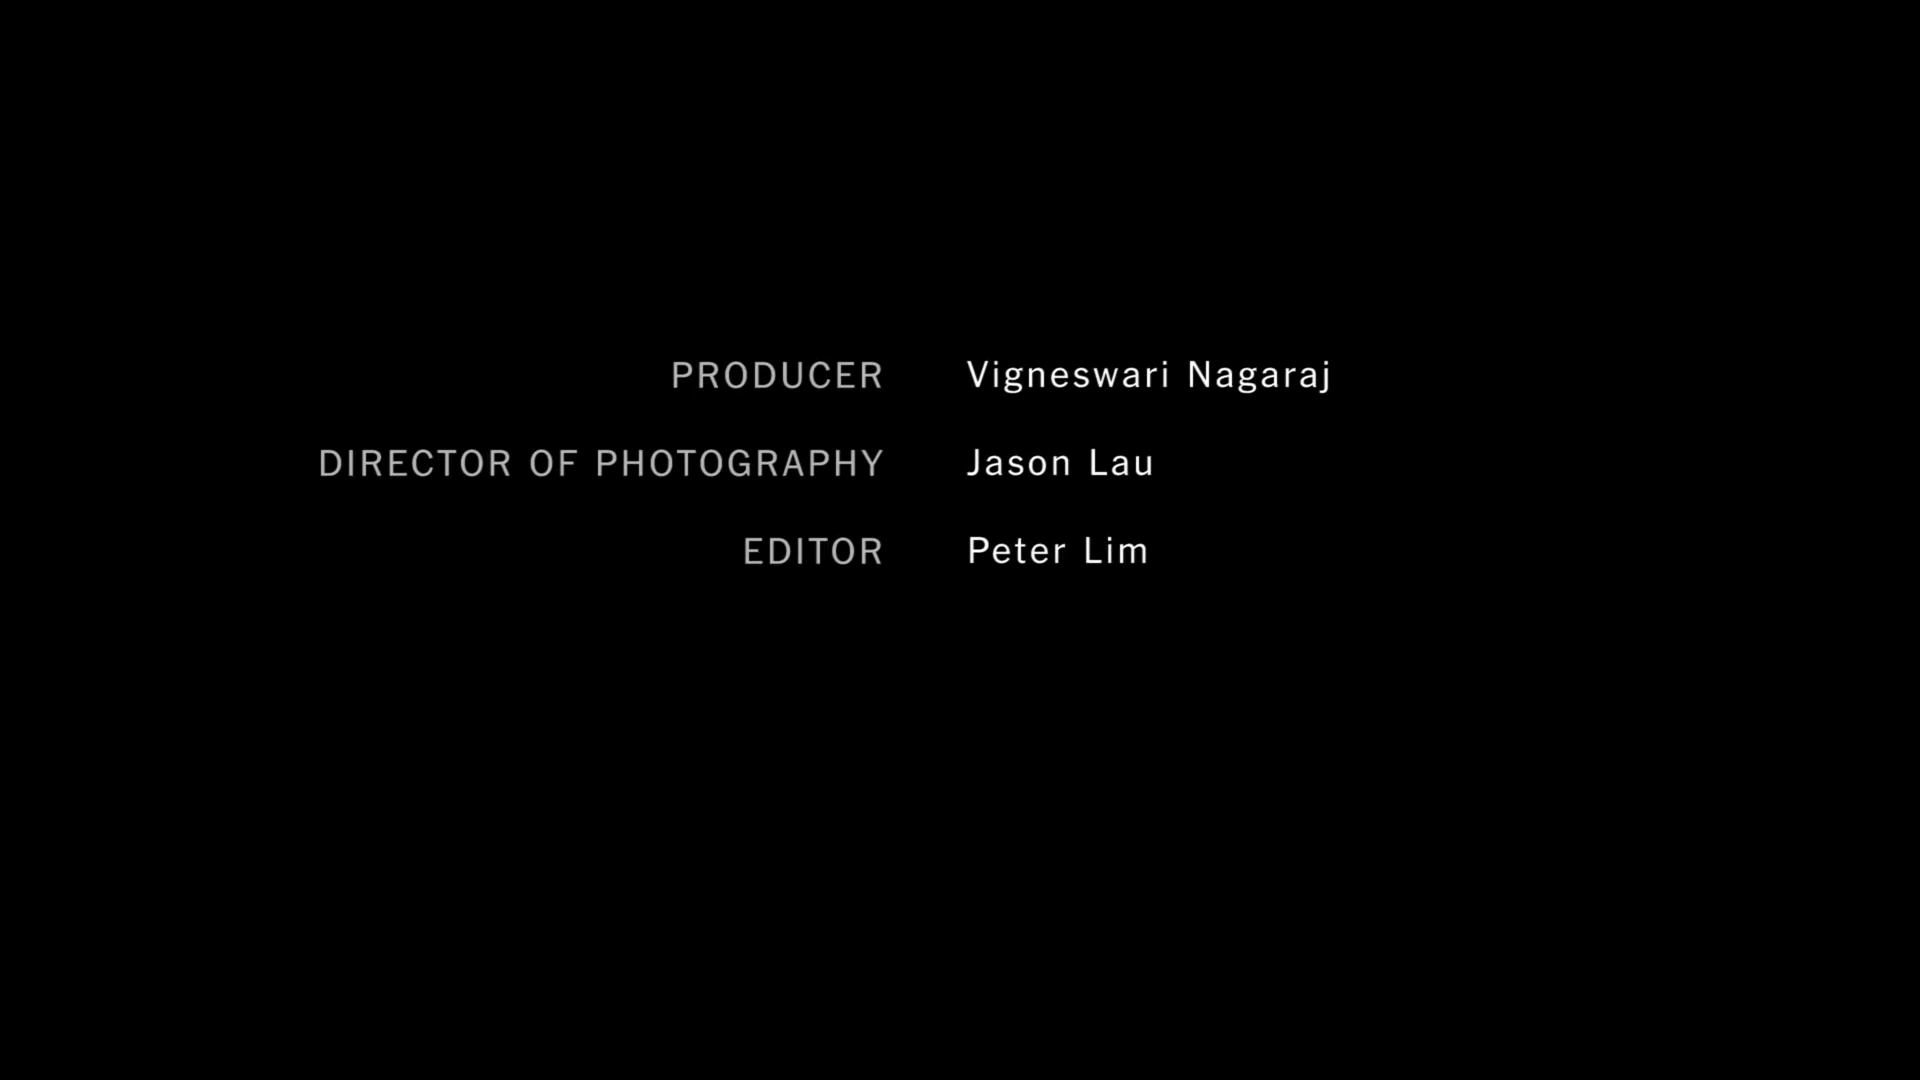 PRODUCER Vigneswari Nagaraj
DIRECTOR OF PHOTOGRAPHY Jason Lau
EDITOR Peter Lim